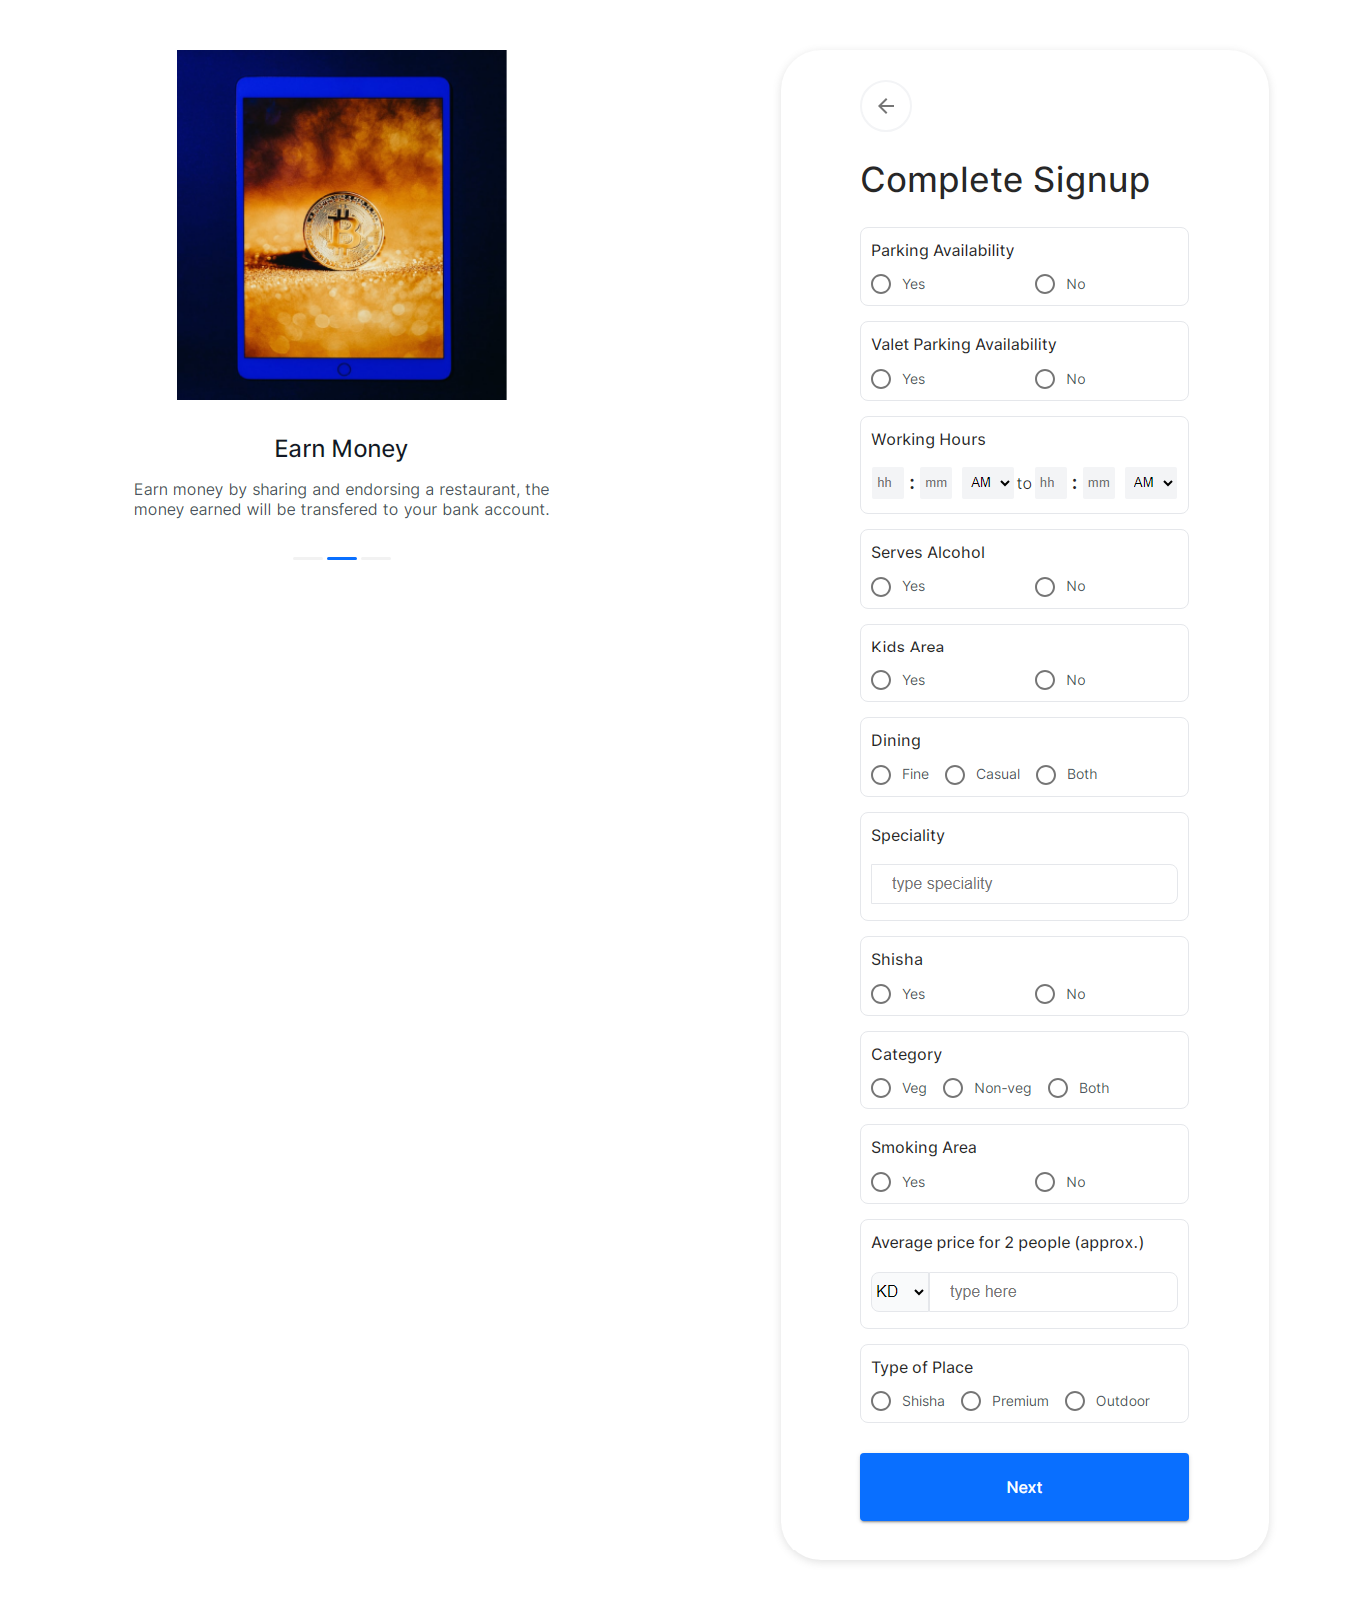 Earn Money
Earn money by sharing and endorsing a restaurant, the
money earned will be transfered to your bank account.
Complete Signup
Parking Availability
Yes No
Valet Parking Availability
Yes No
Working Hours
hh : mm AM to hh : mm AM
Serves Alcohol
Yes No
Kids Area
Yes No
Dining
Fine Casual Both
Speciality
type speciality
Shisha
Yes No
Category
Veg Non-veg Both
Smoking Area
Yes No
Average price for 2 people (approx.)
KD type here
Type of Place
Shisha Premium Outdoor
Next